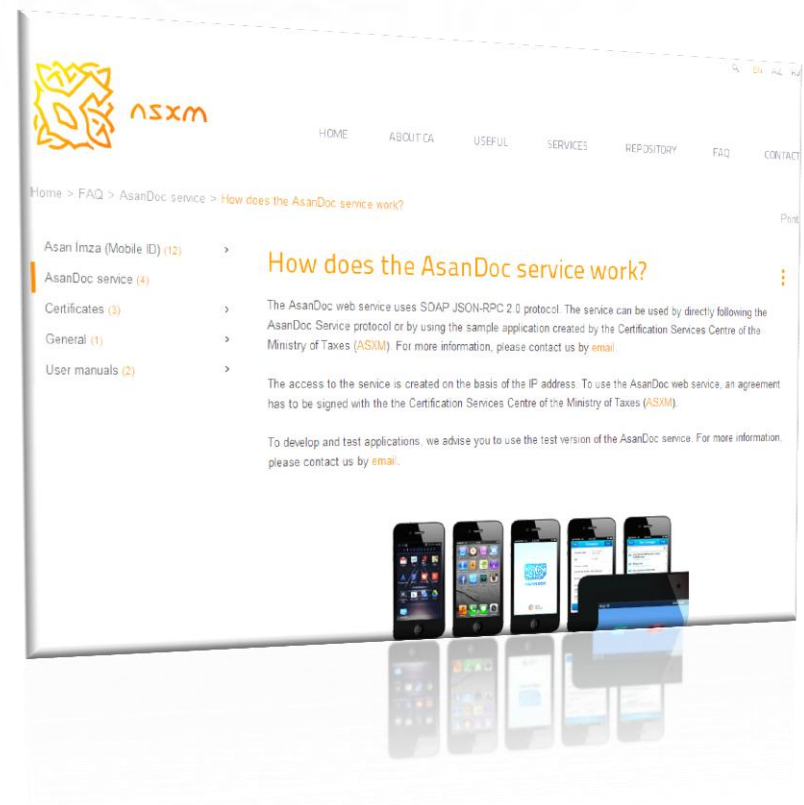 EN AZ RU
ASXM
HOME ABOUT CA USEFUL SERVICES REPOSITORY FAQ CONTACT
Home > FAQ > AsanDoc service > How does the AsanDoc service work?
Print
Asan Imza (Mobile ID) (12) >
AsanDoc service (4)
Certificates (3) >
General (1) >
User manuals (2) >
How does the AsanDoc service work?
The AsanDoc web service uses SOAP JSON-RPC 2.0 protocol. The service can be used by directly following the
AsanDoc Service protocol or by using the sample application created by the Certification Services Centre of the
Ministry of Taxes (ASXM). For more information, please contact us by email.
The access to the service is created on the basis of the IP address. To use the AsanDoc web service, an agreement
has to be signed with the the Certification Services Centre of the Ministry of Taxes (ASXM).
To develop and test applications, we advise you to use the test version of the AsanDoc service. For more information,
please contact us by email.